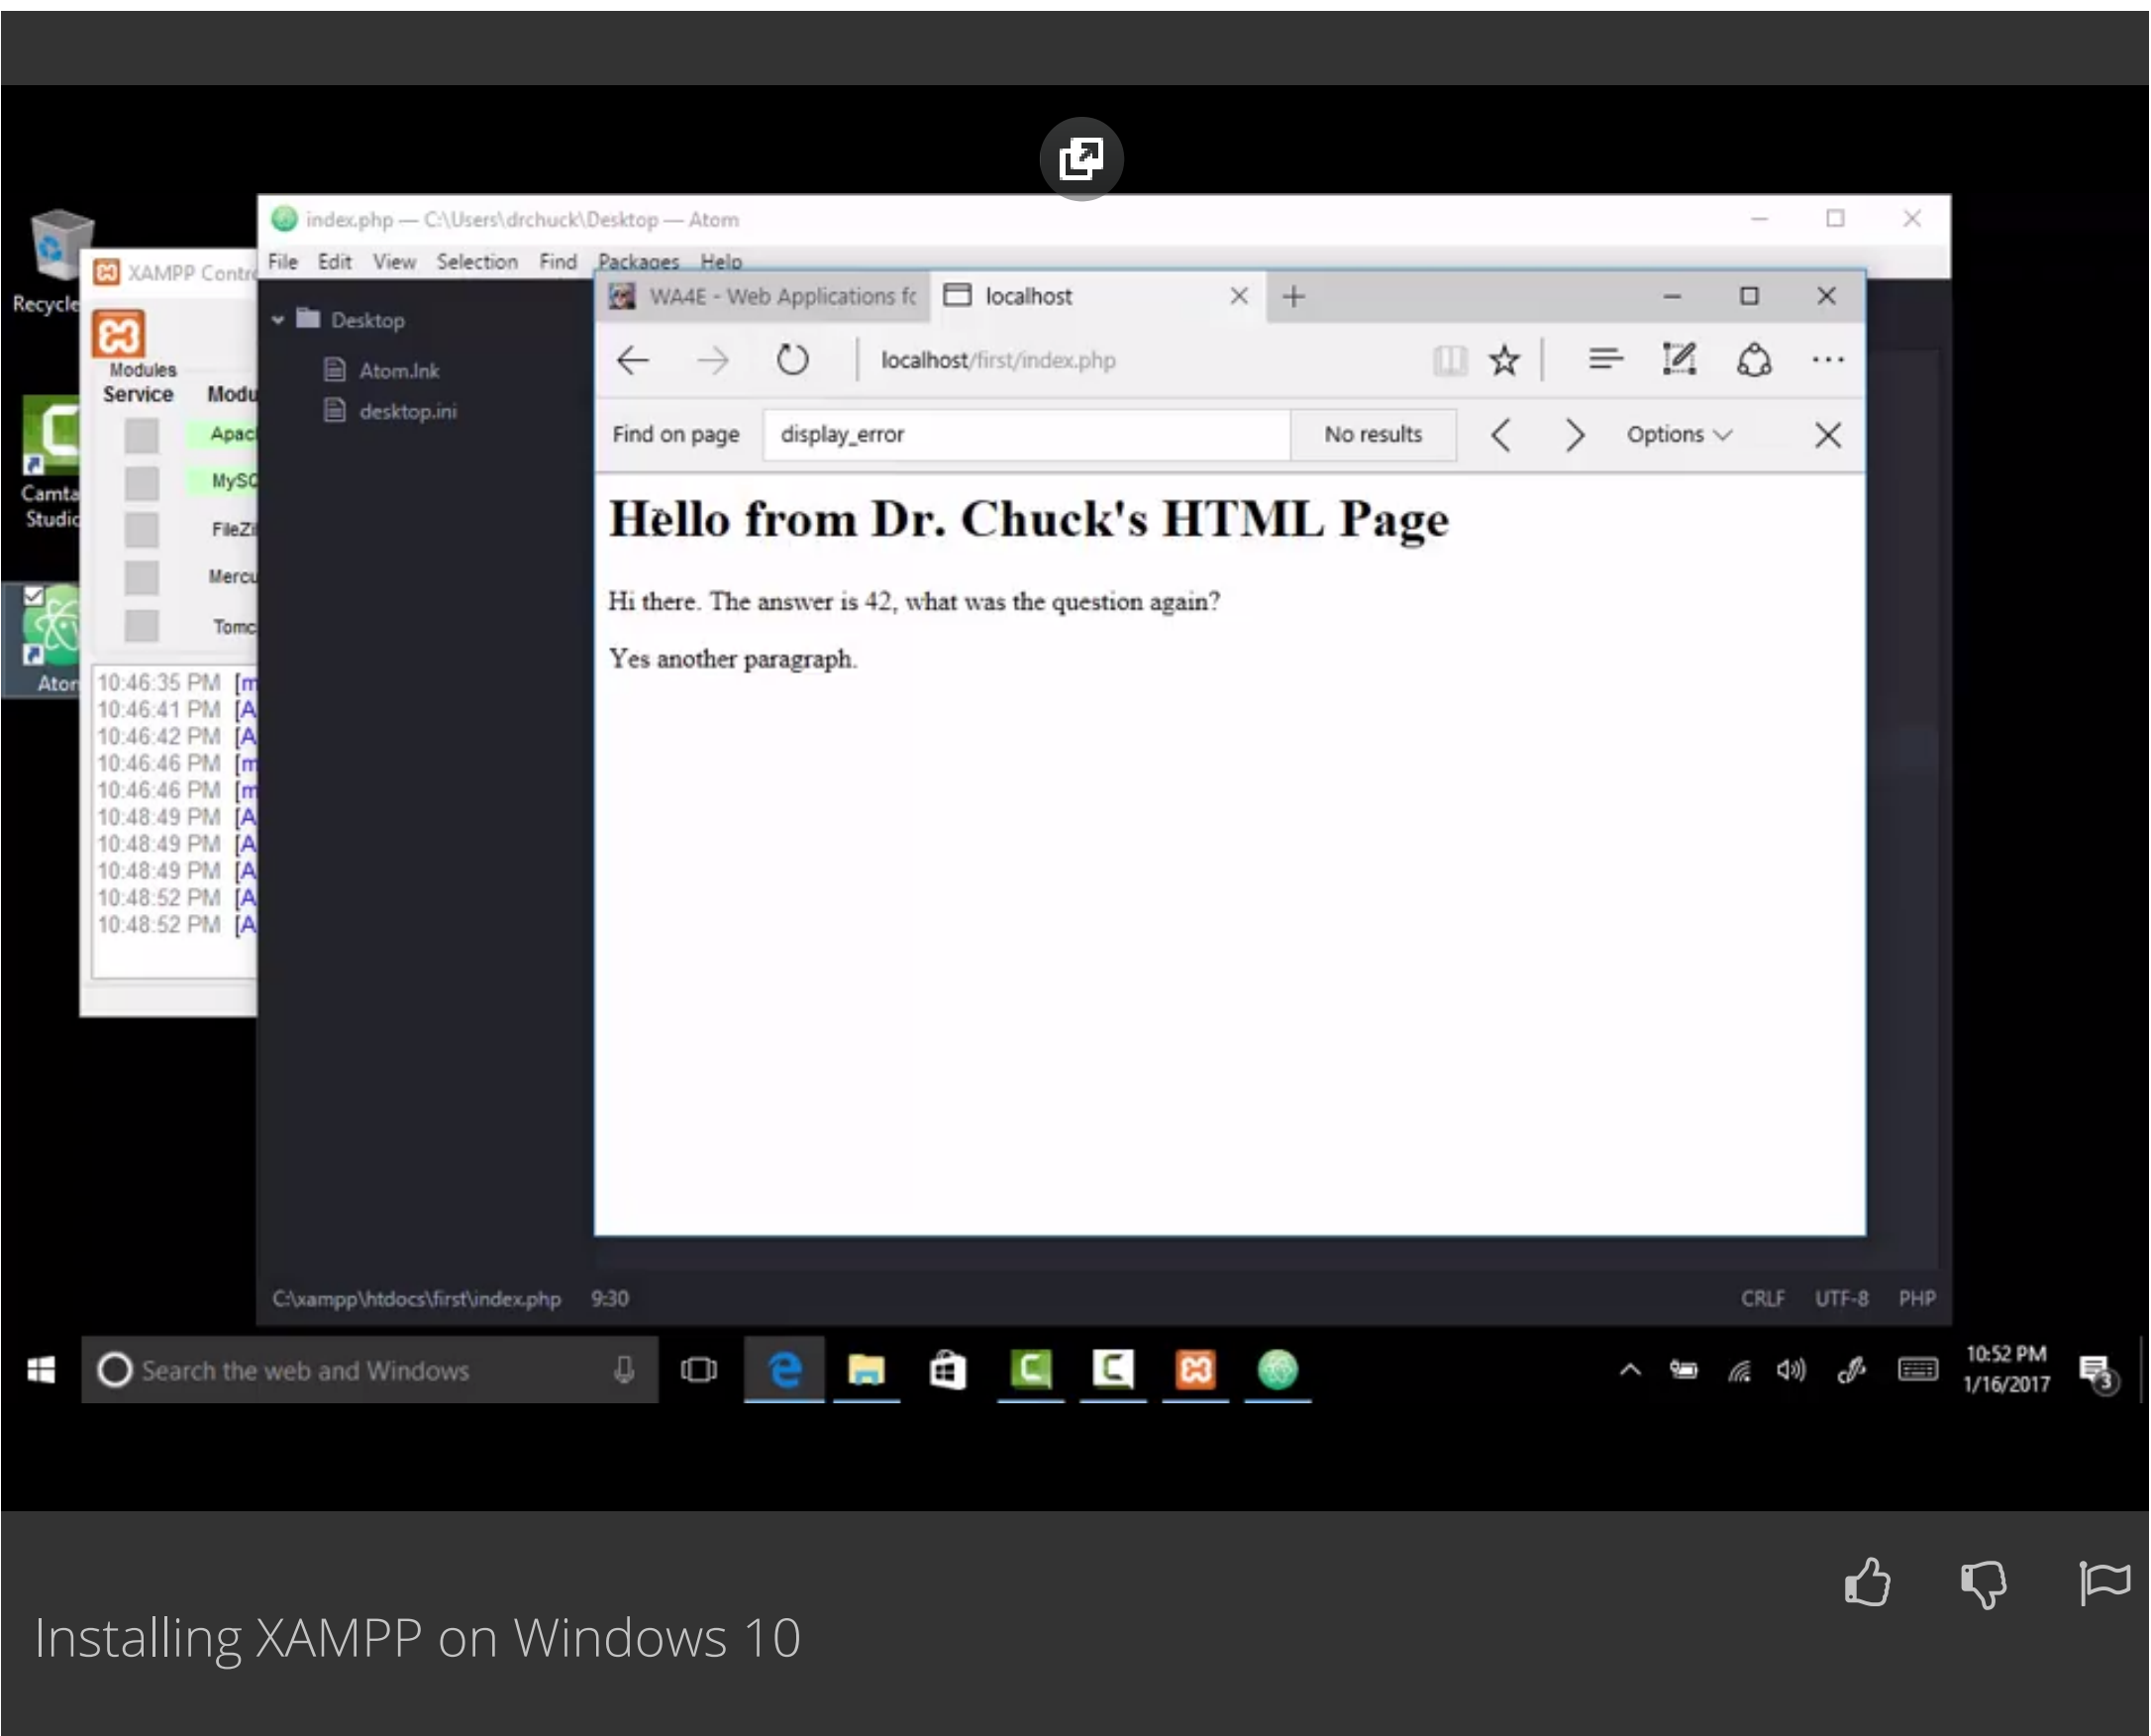 index.php — C:\Users\drchuck\Desktop — Atom
File Edit View Selection Find Packages Help
Recycle
XAMPP Contr
Modules
Service Modu
Apac
MySQ
FileZi
Mercu
Tomc
Camta
Studio
Aton
10:46:35 PM [m
10:46:41 PM [A
10:46:42 PM [A
10:46:46 PM [m
10:46:46 PM [m
10:48:49 PM [A
10:48:49 PM [A
10:48:49 PM [A
10:48:52 PM [A
10:48:52 PM [A
Desktop
Atom.lnk
desktop.ini
WA4E - Web Applications fo
localhost
localhost/first/index.php
Find on page display_error No results Options
Hello from Dr. Chuck's HTML Page
Hi there. The answer is 42, what was the question again?
Yes another paragraph.
C:\xampp\htdocs\first\index.php 9:30 CRLF UTF-8 PHP
Search the web and Windows
10:52 PM
1/16/2017
3
Installing XAMPP on Windows 10